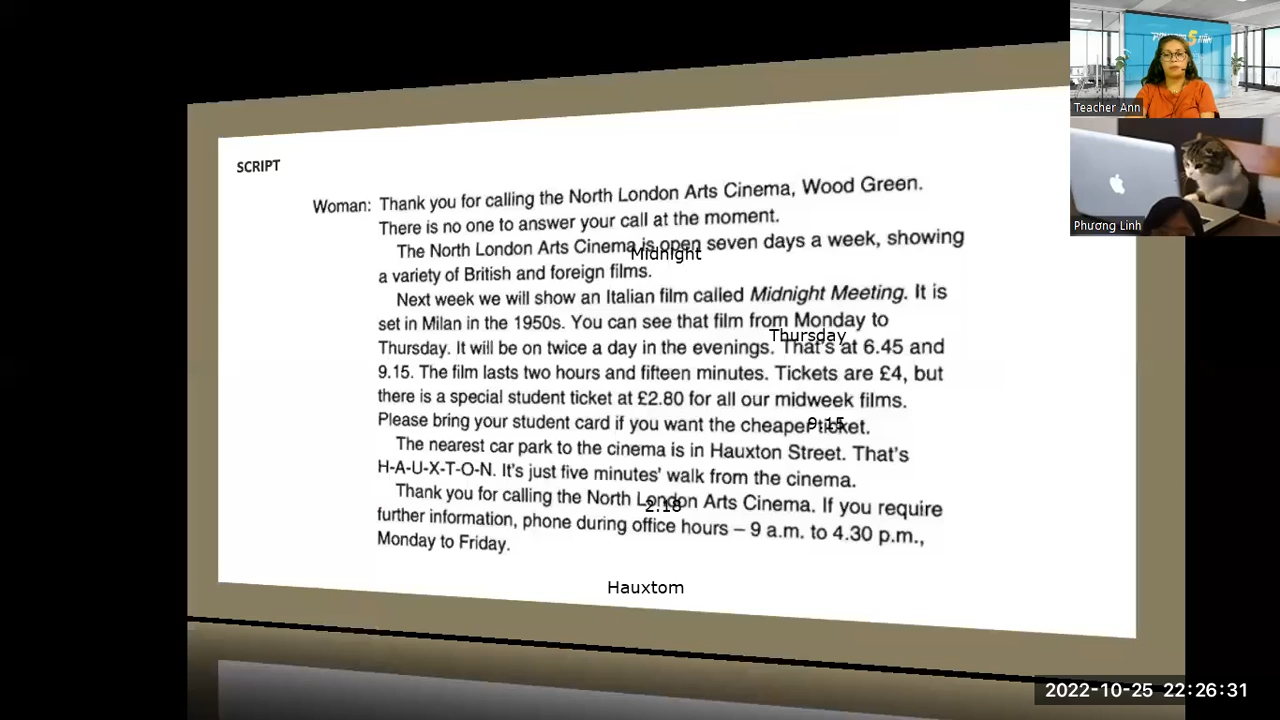 SCRIPT
Woman: Thank you for calling the North London Arts Cinema, Wood Green.
There is no one to answer your call at the moment.
The North London Arts Cinema is open seven days a week, showing
Midnight
a variety of British and foreign films.
Next week we will show an Italian film called Midnight Meeting. It is
set in Milan in the 1950s. You can see that film from Monday to
Thursday
Thursday. It will be on twice a day in the evenings. That's at 6.45 and
9.15. The film lasts two hours and fifteen minutes. Tickets are £4, but
there is a special student ticket at £2.80 for all our midweek films.
Please bring your student card if you want the cheaper ticket.
9:15
The nearest car park to the cinema is in Hauxton Street. That's
H-A-U-X-T-O-N. It's just five minutes' walk from the cinema.
Thank you for calling the North London Arts Cinema. If you require
2.18
further information, phone during office hours – 9 a.m. to 4.30 p.m.,
Monday to Friday.
Hauxtom
Teacher Ann
Phương Linh
2022-10-25 22:26:31